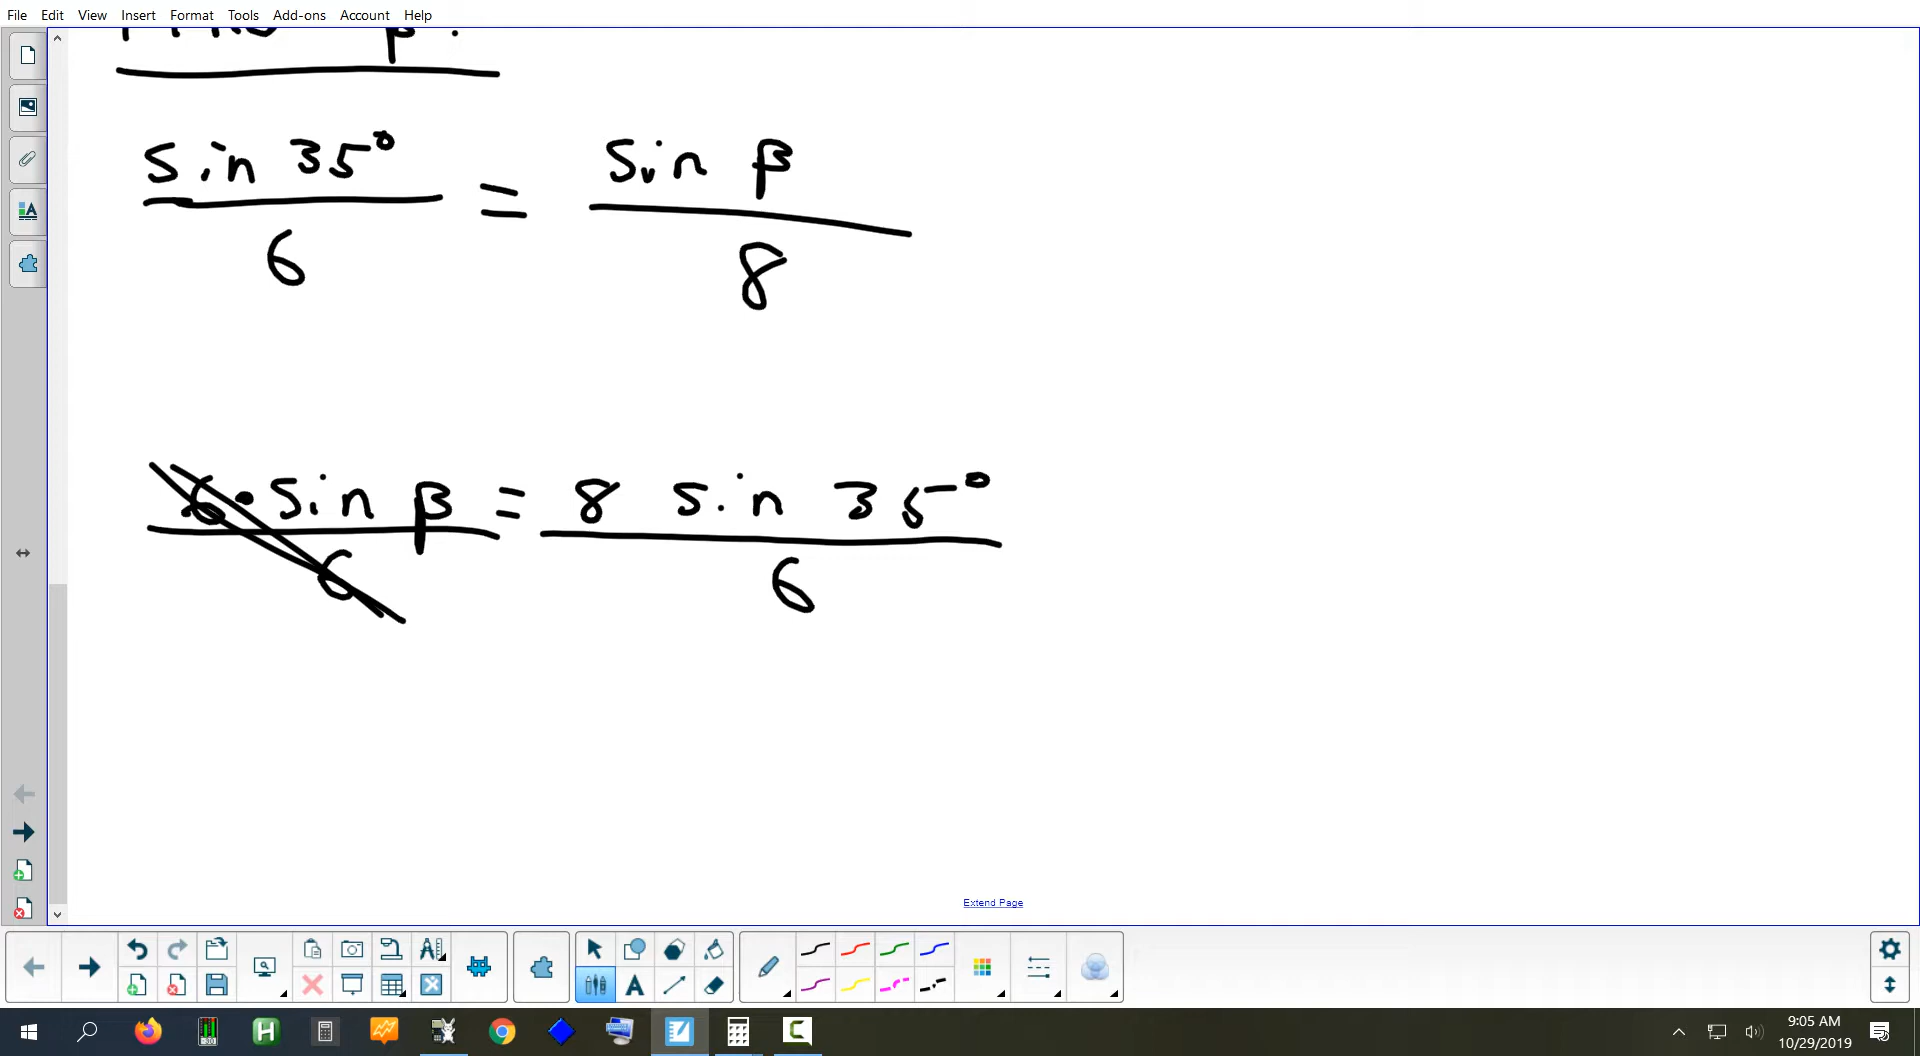 File Edit View Insert Format Tools Add-ons Account Help
β.
sin 35° = sin β
6 8
6 • sin β = 8 sin 35°
6 6
Extend Page
9:05 AM
10/29/2019